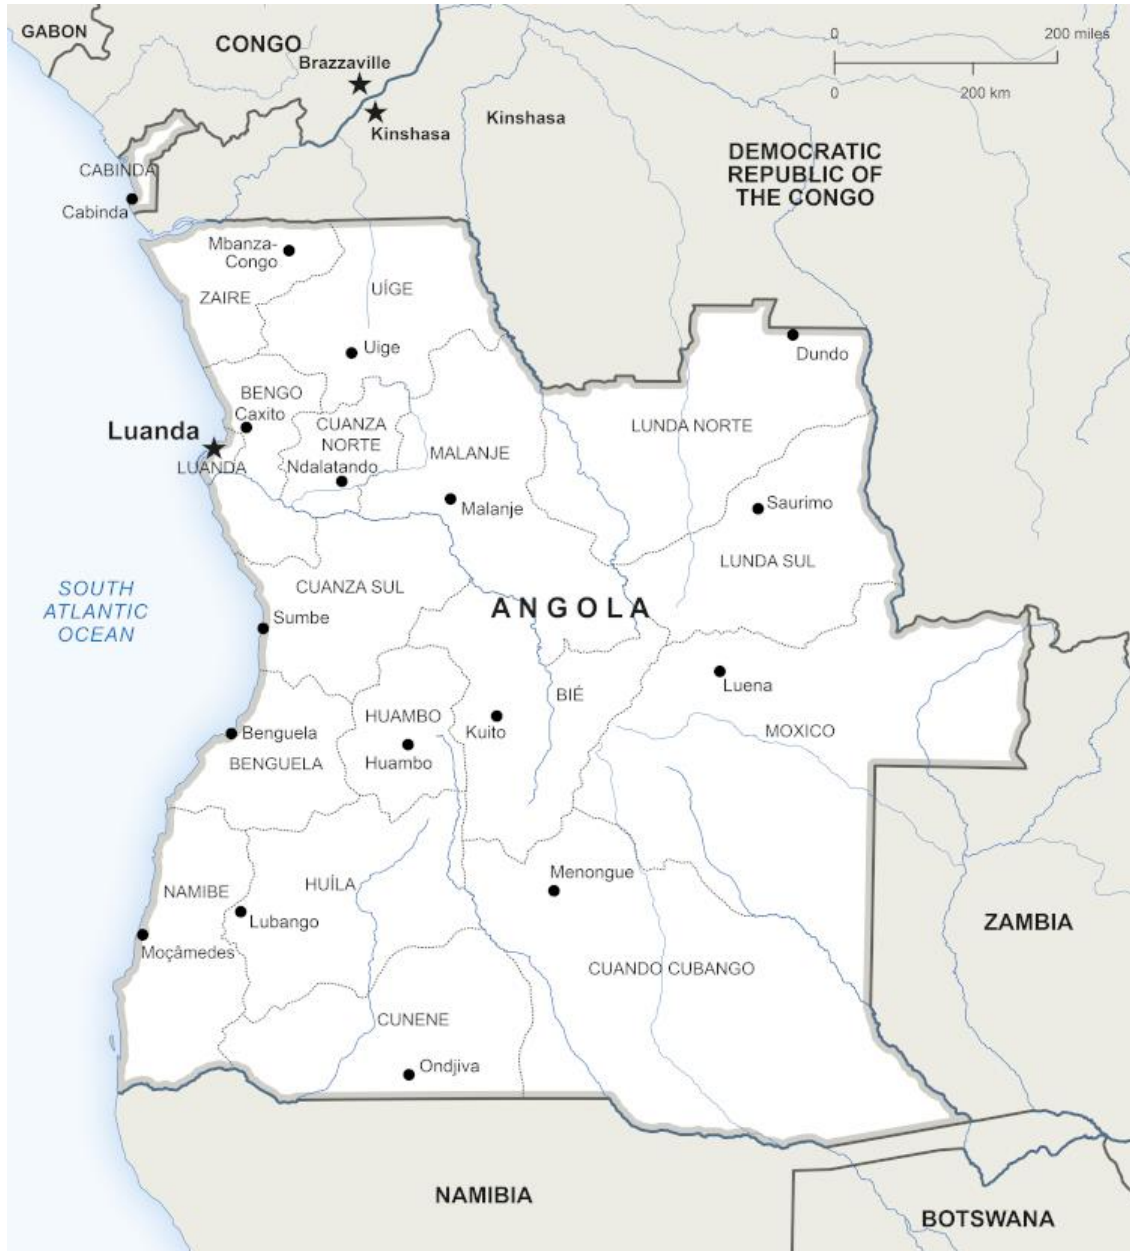 GABON
CONGO
Brazzaville
Kinshasa
Kinshasa
0
200 miles
0
200 km
DEMOCRATIC
REPUBLIC OF
THE CONGO
CABINDA
Cabinda
Mbanza-
Congo
ZAIRE
UÍGE
Uige
Dundo
BENGO
Caxito
CUANZA
NORTE
Ndalatando
Luanda
LUANDA
MALANJE
Malanje
LUNDA NORTE
Saurimo
LUNDA SUL
SOUTH
ATLANTIC
OCEAN
CUANZA SUL
ANGOLA
Sumbe
Luena
BIÉ
HUAMBO
Kuito
MOXICO
Benguela
BENGUELA
Huambo
NAMIBE
HUÍLA
Menongue
Lubango
Moçâmedes
ZAMBIA
CUANDO CUBANGO
CUNENE
Ondjiva
NAMIBIA
BOTSWANA